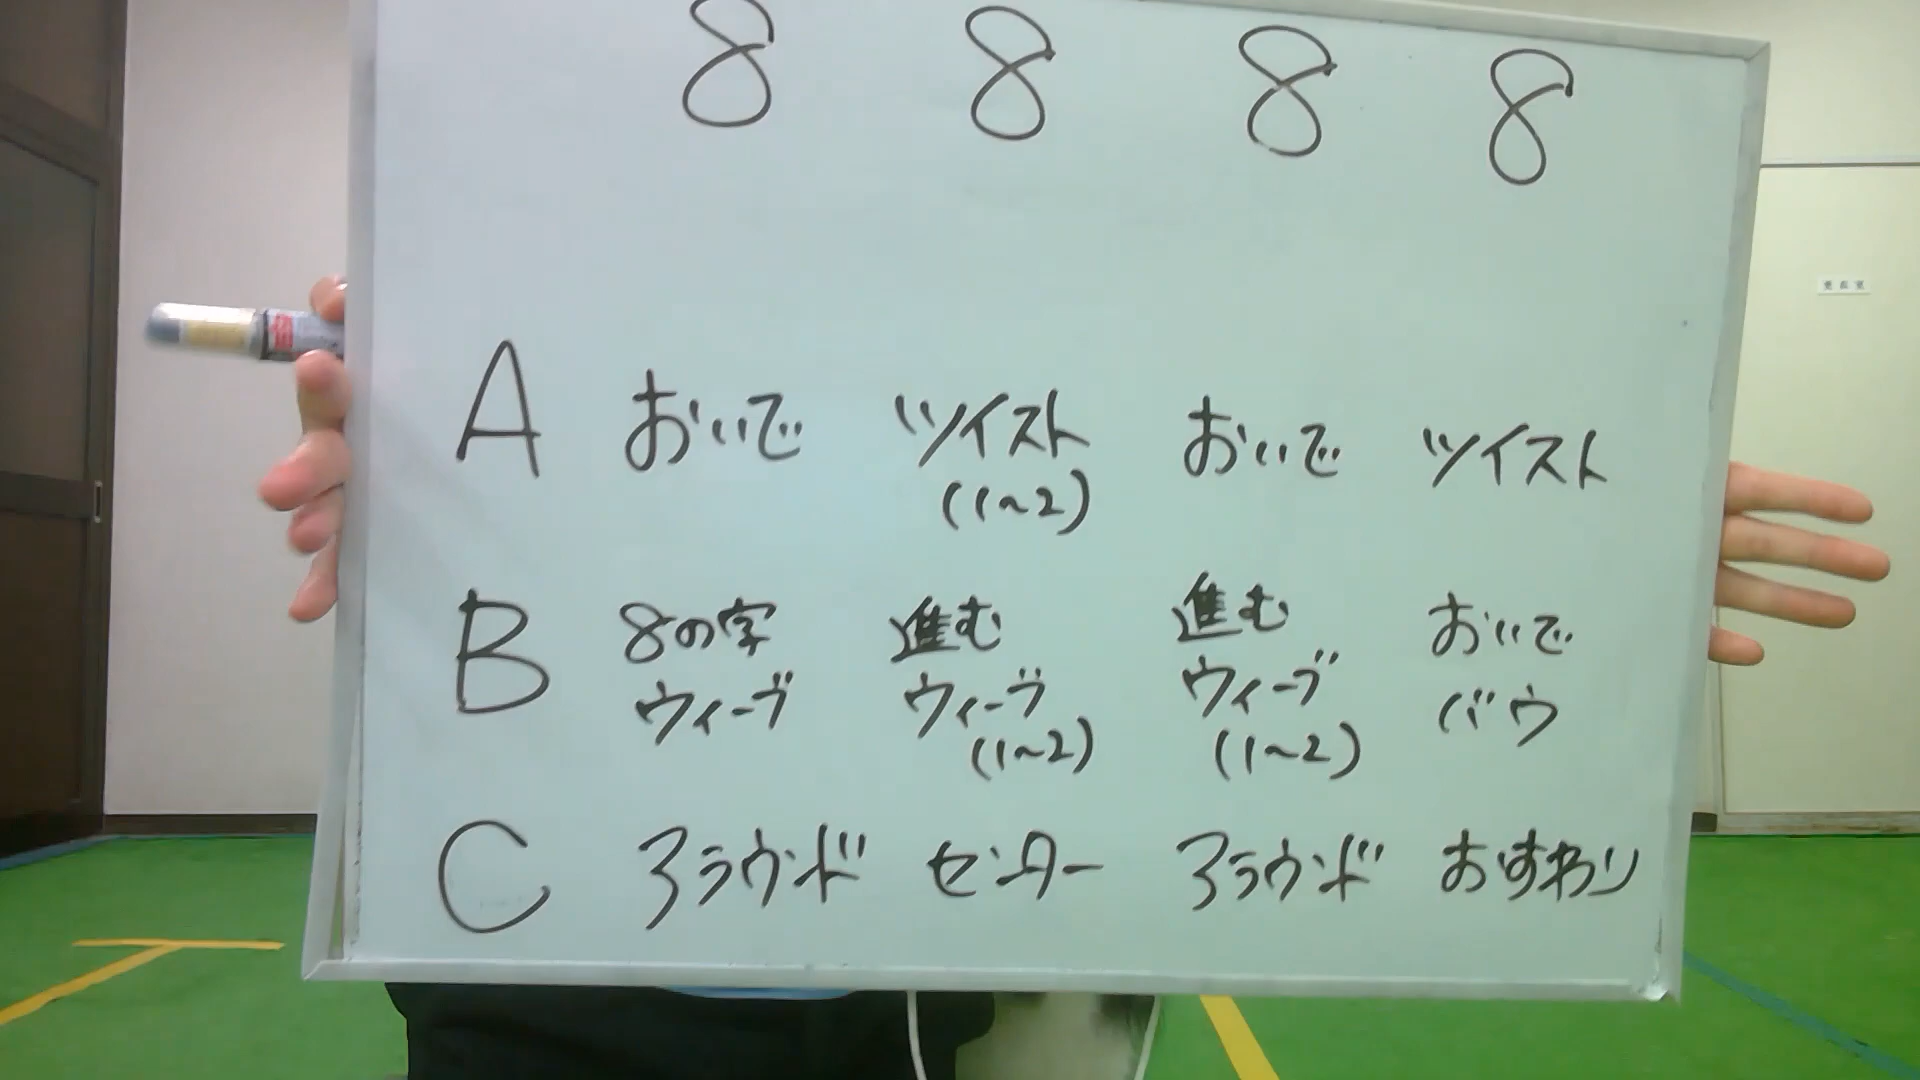 8 8 8 8
A おいで ツイスト おいで ツイスト
(1~2)
B 8の字 進む 進む おいで
ウィーブ ウィーブ ウィーブ バウ
(1~2) (1~2)
C アラウンド センター アラウンド おすわり